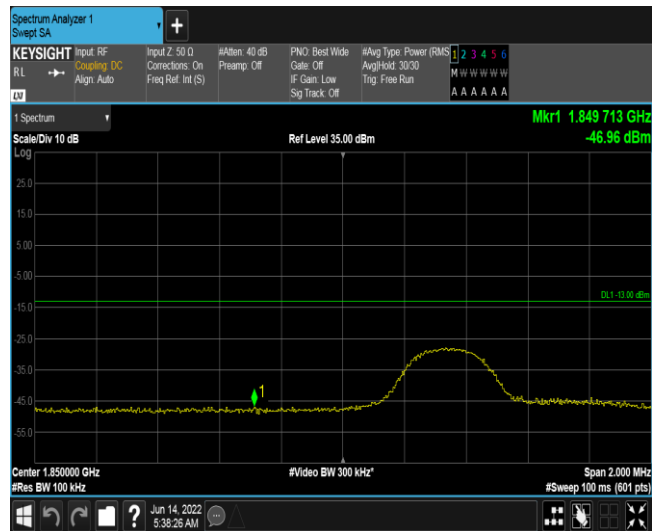 Spectrum Analyzer 1
Swept SA
+
KEYSIGHT
RL
LXI
Input: RF
Coupling: DC
Align: Auto
Input Z: 50 Ω
Corrections: On
Freq Ref: Int (S)
#Atten: 40 dB
Preamp: Off
PNO: Best Wide
Gate: Off
IF Gain: Low
Sig Track: Off
#Avg Type: Power (RMS
Avg|Hold: 30/30
Trig: Free Run
1 2 3 4 5 6
M W W W W W
A A A A A A
1 Spectrum
Mkr1 1.849 713 GHz
Scale/Div 10 dB
Ref Level 35.00 dBm
-46.96 dBm
Log
25.0
15.0
5.00
-5.00
DL1 -13.00 dBm
-15.0
-25.0
-35.0
1
-45.0
-55.0
Center 1.850000 GHz
#Video BW 300 kHz*
Span 2.000 MHz
#Res BW 100 kHz
#Sweep 100 ms (601 pts)
?
Jun 14, 2022
5:38:26 AM